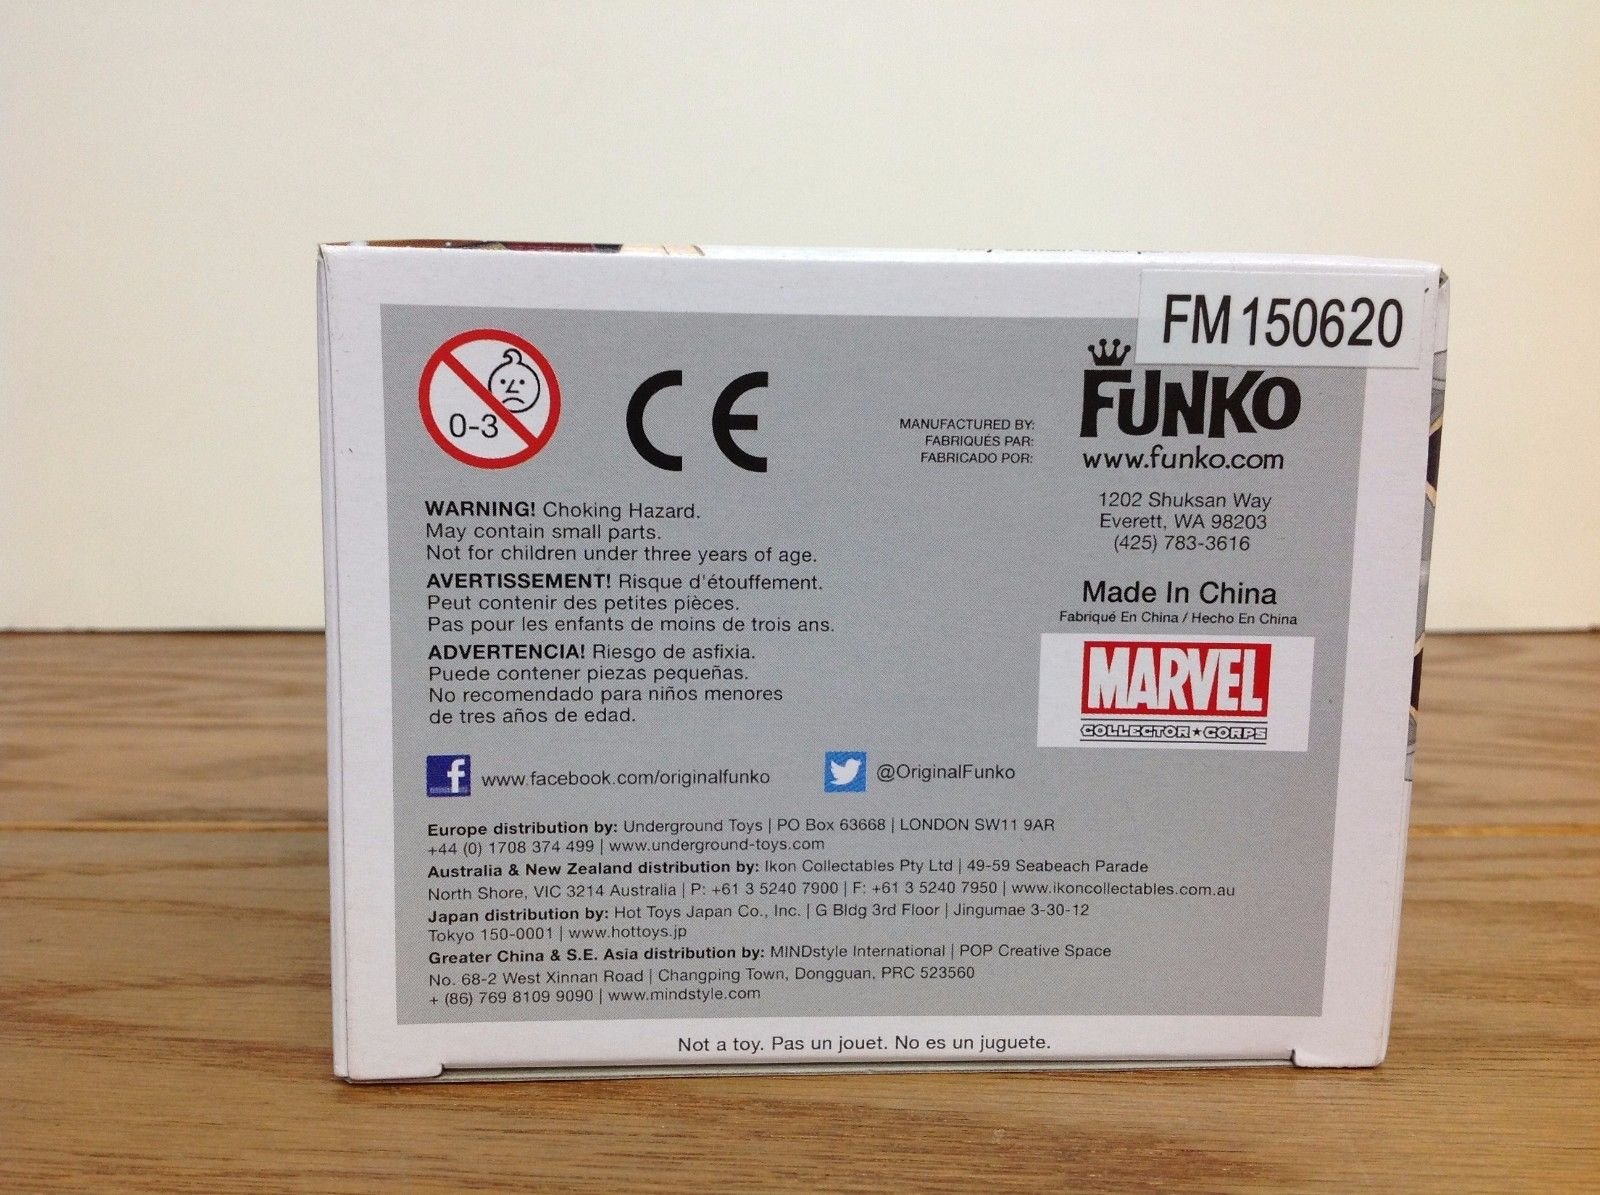 FM 150620
0-3
CE
MANUFACTURED BY:
FABRIQUÉS PAR:
FABRICADO POR:
FUNKO
www.funko.com
1202 Shuksan Way
Everett, WA 98203
(425) 783-3616
Made In China
Fabriqué En China / Hecho En China
MARVEL
COLLECTOR★CORPS
WARNING! Choking Hazard.
May contain small parts.
Not for children under three years of age.
AVERTISSEMENT! Risque d'étouffement.
Peut contenir des petites pièces.
Pas pour les enfants de moins de trois ans.
ADVERTENCIA! Riesgo de asfixia.
Puede contener piezas pequeñas.
No recomendado para niños menores
de tres años de edad.
f www.facebook.com/originalfunko
@OriginalFunko
Europe distribution by: Underground Toys | PO Box 63668 | LONDON SW11 9AR
+44 (0) 1708 374 499 | www.underground-toys.com
Australia & New Zealand distribution by: Ikon Collectables Pty Ltd | 49-59 Seabeach Parade
North Shore, VIC 3214 Australia | P: +61 3 5240 7900 | F: +61 3 5240 7950 | www.ikoncollectables.com.au
Japan distribution by: Hot Toys Japan Co., Inc. | G Bldg 3rd Floor | Jingumae 3-30-12
Tokyo 150-0001 | www.hottoys.jp
Greater China & S.E. Asia distribution by: MINDstyle International | POP Creative Space
No. 68-2 West Xinnan Road | Changping Town, Dongguan, PRC 523560
+ (86) 769 8109 9090 | www.mindstyle.com
Not a toy. Pas un jouet. No es un juguete.